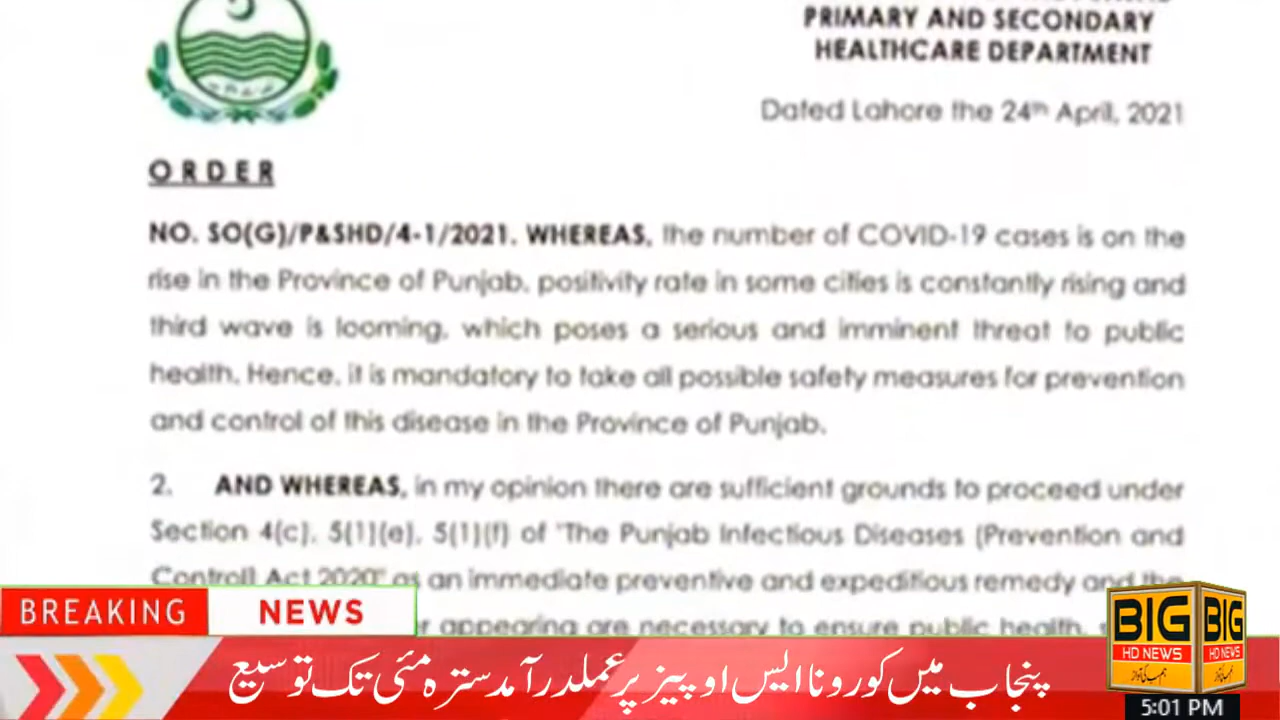 PRIMARY AND SECONDARY
HEALTHCARE DEPARTMENT
Dated Lahore the 24th April, 2021
ORDER
NO. SO(G)/P&SHD/4-1/2021. WHEREAS, the number of COVID-19 cases is on the
rise in the Province of Punjab, positivity rate in some cities is constantly rising and
third wave is looming, which poses a serious and imminent threat to public
health. Hence, it is mandatory to take all possible safety measures for prevention
and control of this disease in the Province of Punjab.
2. AND WHEREAS, in my opinion there are sufficient grounds to proceed under
Section 4(c), 5(1)(e), 5(1)(f) of "The Punjab Infectious Diseases (Prevention and
Control) Act 2020" as an immediate preventive and expeditious remedy and the
appearing are necessary to ensure public health,
BREAKING NEWS
پنجاب میں کورونا ایس او پیز پر عملدرآمد سترہ مئی تک توسیع
BIG BIG
HD NEWS HD NEWS
5:01 PM